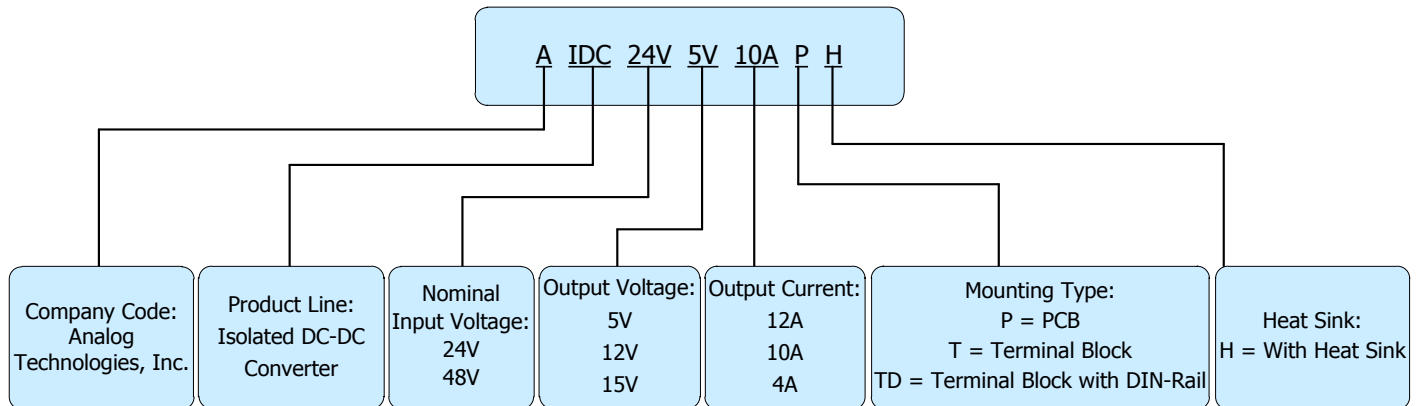 A IDC 24V 5V 10A P H
Company Code:
Analog
Technologies, Inc.
Product Line:
Isolated DC-DC
Converter
Nominal
Input Voltage:
24V
48V
Output Voltage:
5V
12V
15V
Output Current:
12A
10A
4A
Mounting Type:
P = PCB
T = Terminal Block
TD = Terminal Block with DIN-Rail
Heat Sink:
H = With Heat Sink